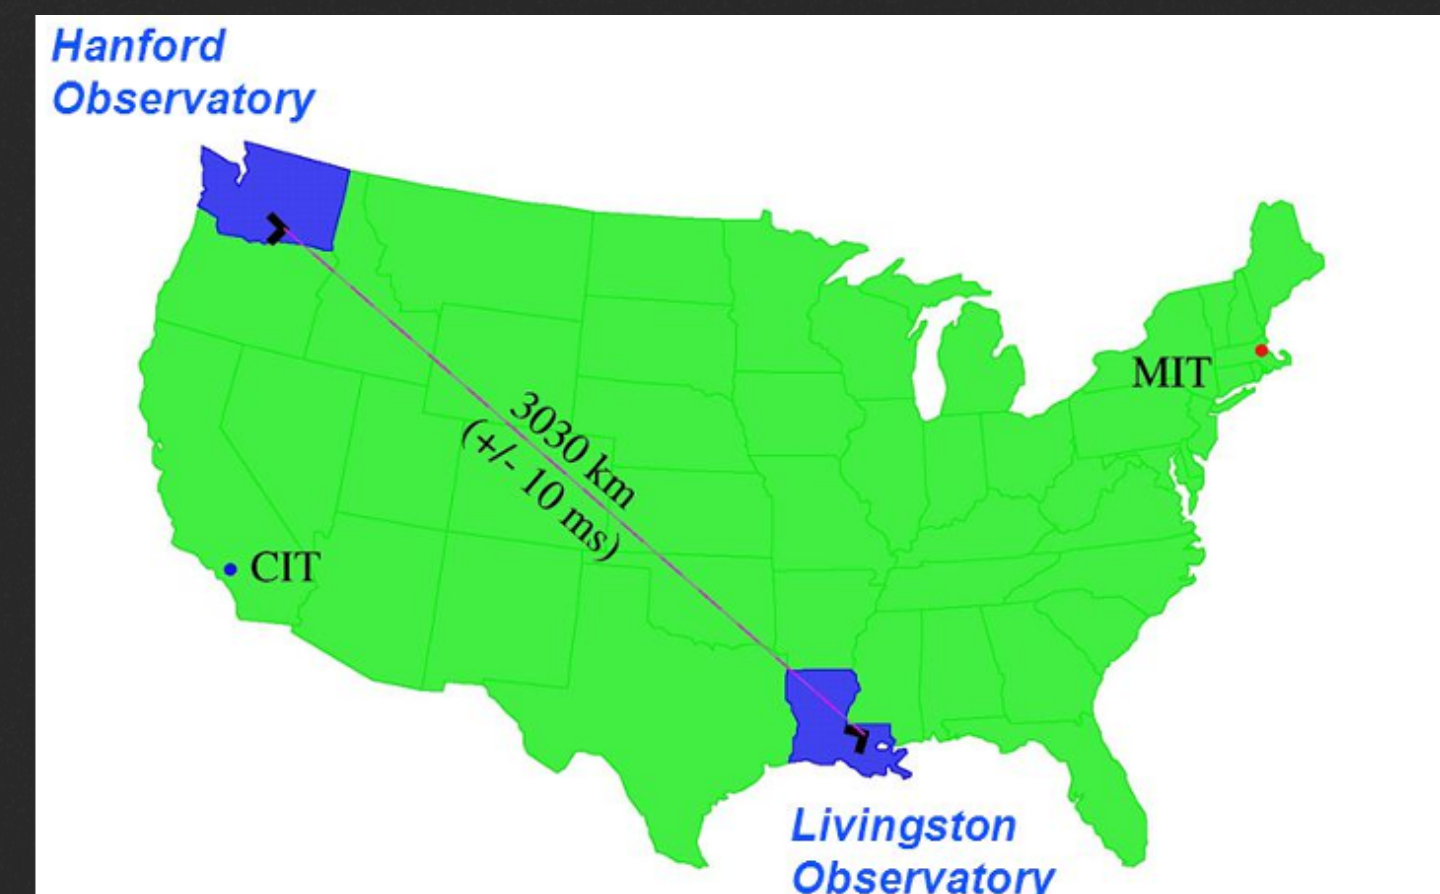 Hanford
Observatory
3030 km
(+/- 10 ms)
MIT
CIT
Livingston
Observatory